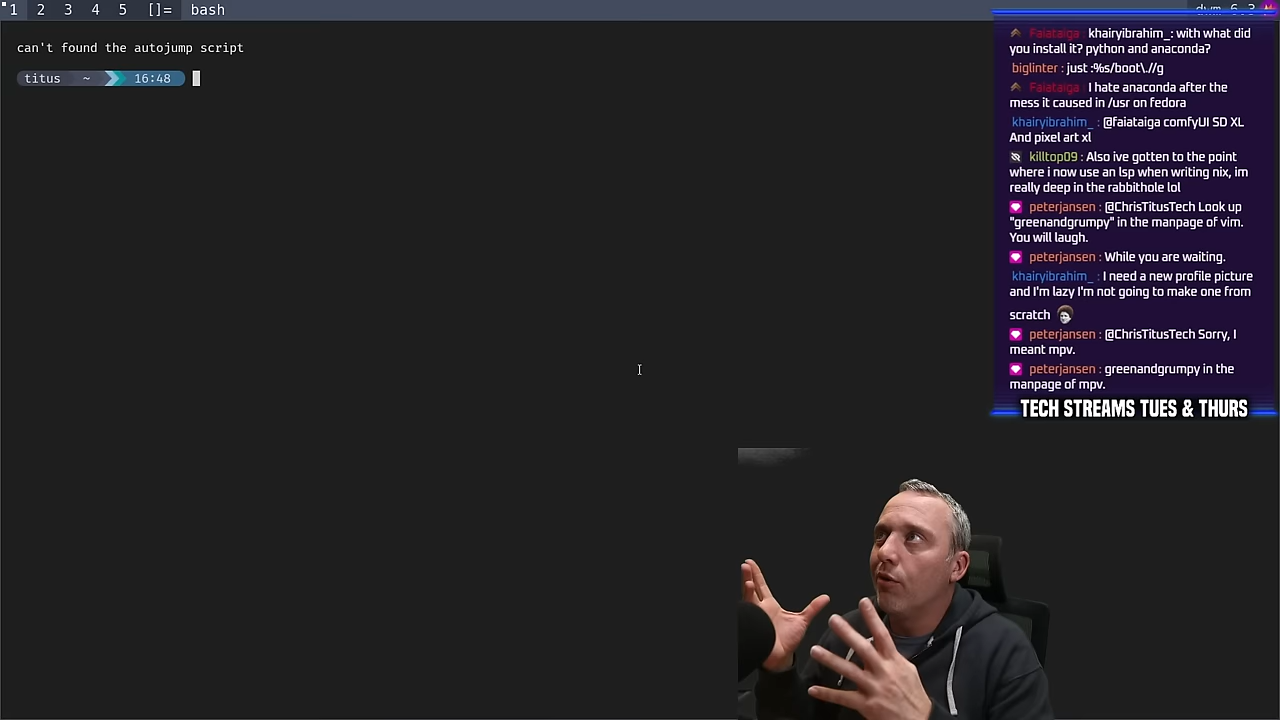 1 2 3 4 5 []= bash
can't found the autojump script
titus ~ 16:48
Faiataiga : khairyibrahim_: with what did
you install it? python and anaconda?
biglinter : just :%s/boot\.//g
Faiataiga : I hate anaconda after the
mess it caused in /usr on fedora
khairyibrahim_ : @faiataiga comfyUI SD XL
And pixel art xl
killtop09 : Also ive gotten to the point
where i now use an lsp when writing nix, im
really deep in the rabbithole lol
peterjansen : @ChrisTitusTech Look up
"greenandgrumpy" in the manpage of vim.
You will laugh.
peterjansen : While you are waiting.
khairyibrahim_ : I need a new profile picture
and I'm lazy I'm not going to make one from
scratch
peterjansen : @ChrisTitusTech Sorry, I
meant mpv.
peterjansen : greenandgrumpy in the
manpage of mpv.
TECH STREAMS TUES & THURS